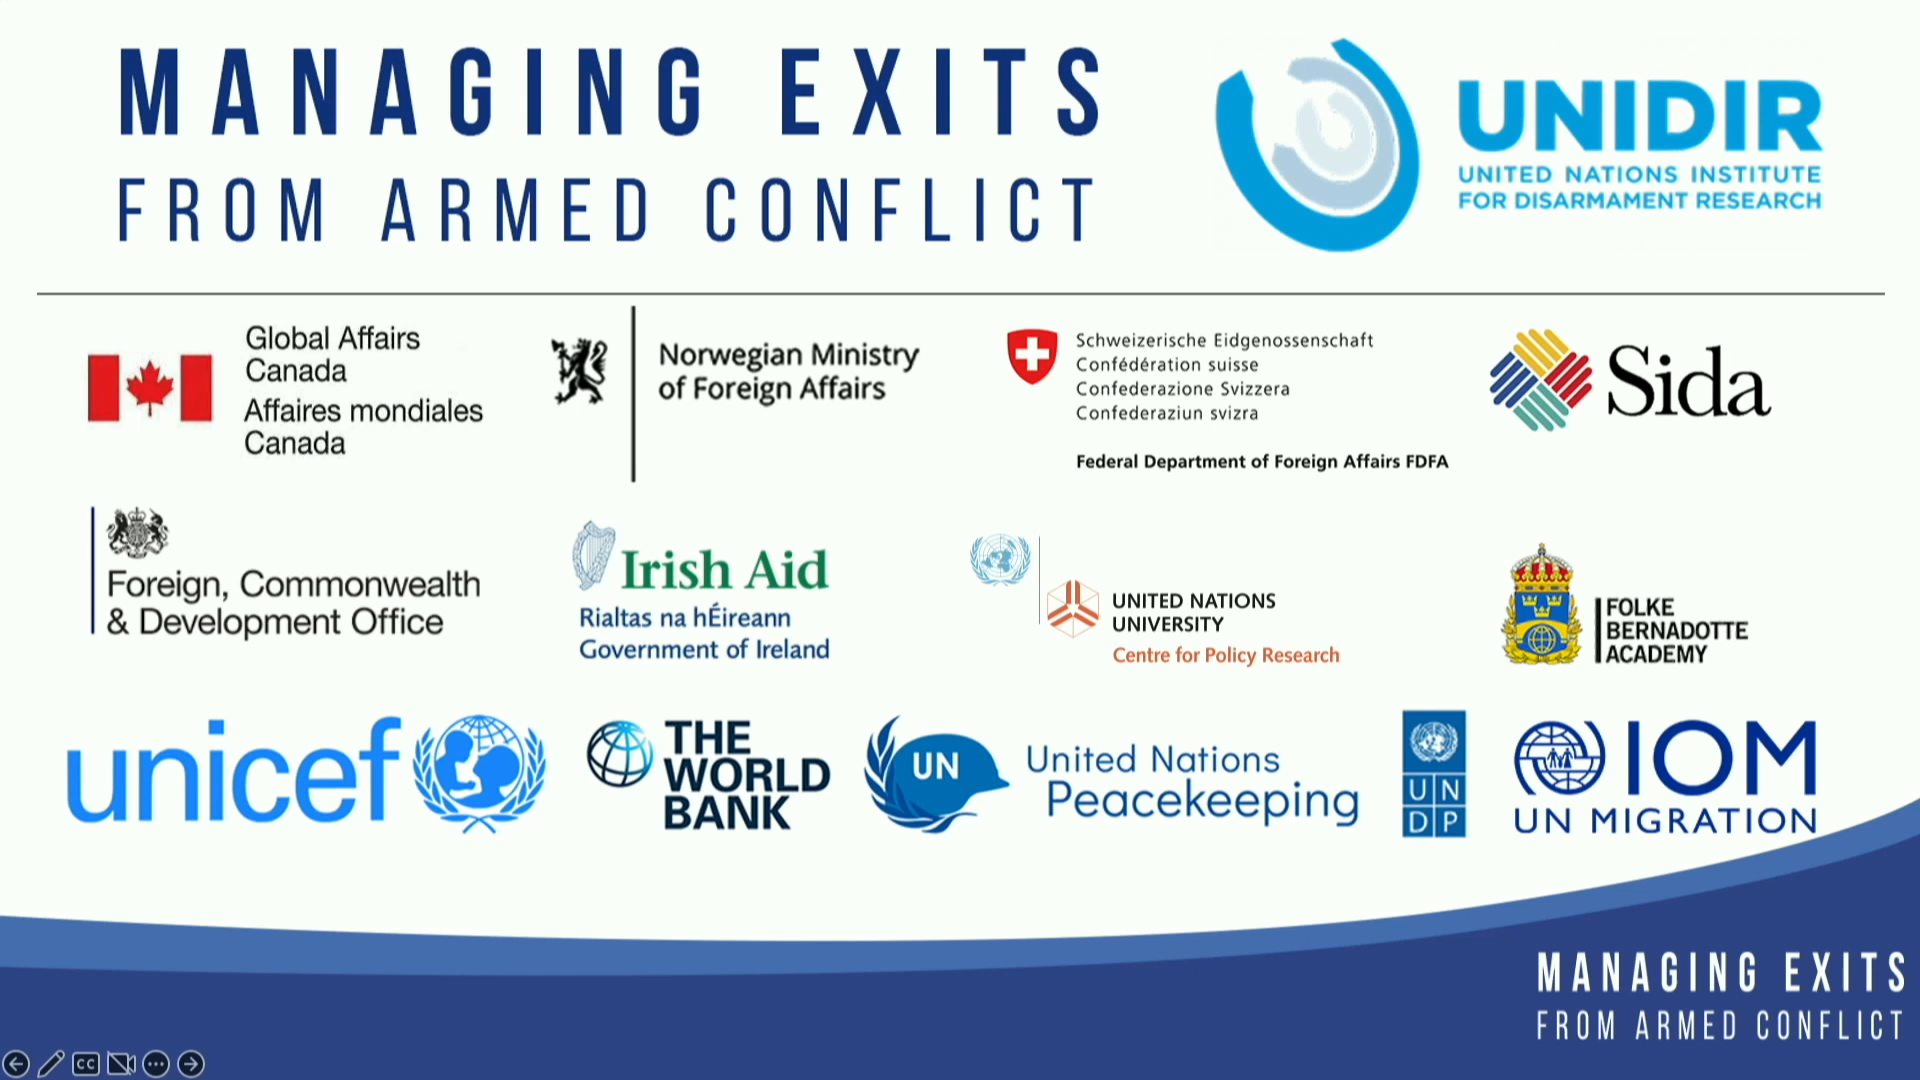 MANAGING EXITS
FROM ARMED CONFLICT
UNIDIR
UNITED NATIONS INSTITUTE
FOR DISARMAMENT RESEARCH
Global Affairs
Canada
Affaires mondiales
Canada
Norwegian Ministry
of Foreign Affairs
Schweizerische Eidgenossenschaft
Confédération suisse
Confederazione Svizzera
Confederaziun svizra
Federal Department of Foreign Affairs FDFA
Sida
Foreign, Commonwealth
& Development Office
Irish Aid
Rialtas na hÉireann
Government of Ireland
UNITED NATIONS
UNIVERSITY
Centre for Policy Research
FOLKE
BERNADOTTE
ACADEMY
unicef
THE
WORLD
BANK
UN
United Nations
Peacekeeping
UN
DP
IOM
UN MIGRATION
MANAGING EXITS
FROM ARMED CONFLICT
CC